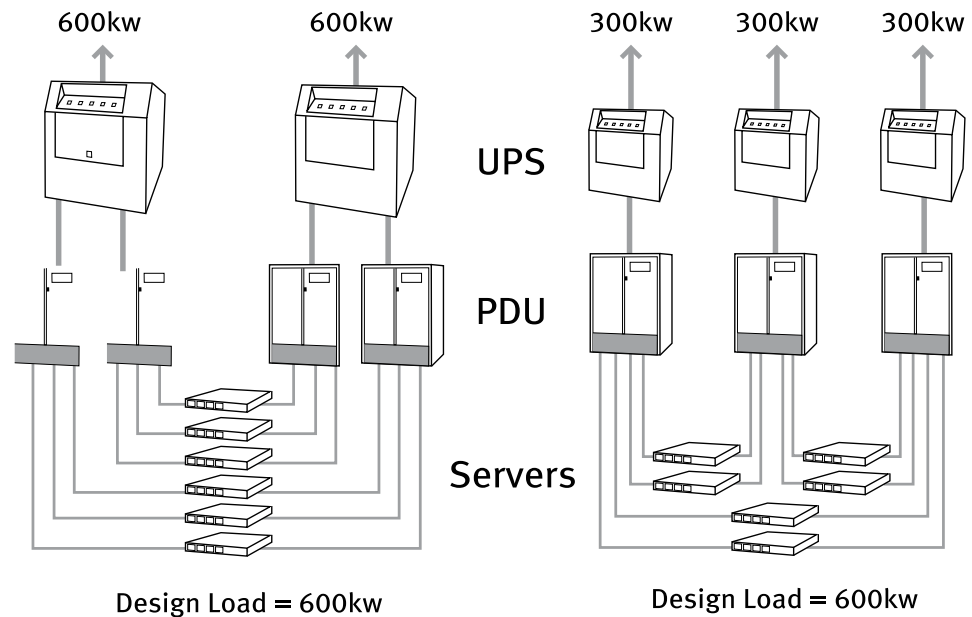 600kw 600kw 300kw 300kw 300kw
UPS
PDU
Servers
Design Load = 600kw
Design Load = 600kw